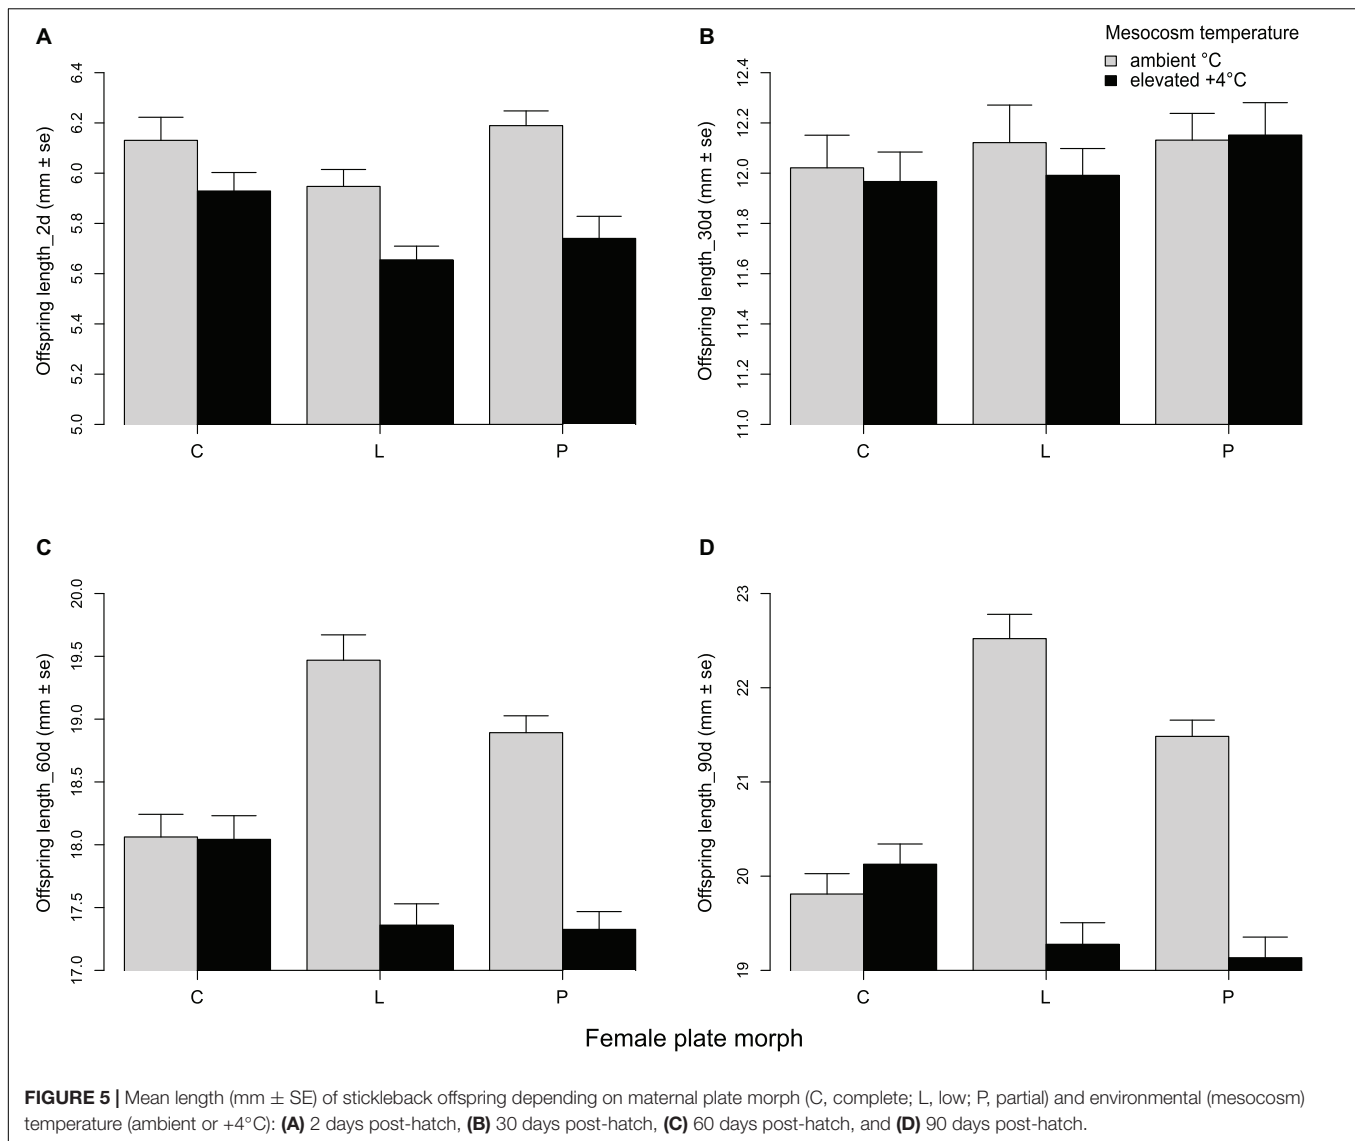 A
Offspring length_2d (mm ± se)
6.4
6.2
6.0
5.8
5.6
5.4
5.2
5.0
C
L
P
B
Mesocosm temperature
ambient °C
elevated +4°C
Offspring length_30d (mm ± se)
12.4
12.2
12.0
11.8
11.6
11.4
11.2
11.0
C
L
P
C
Offspring length_60d (mm ± se)
20.0
19.5
19.0
18.5
18.0
17.5
17.0
C
L
P
D
Offspring length_90d (mm ± se)
23
22
21
20
19
C
L
P
Female plate morph
FIGURE 5 | Mean length (mm ± SE) of stickleback offspring depending on maternal plate morph (C, complete; L, low; P, partial) and environmental (mesocosm)
temperature (ambient or +4°C): (A) 2 days post-hatch, (B) 30 days post-hatch, (C) 60 days post-hatch, and (D) 90 days post-hatch.